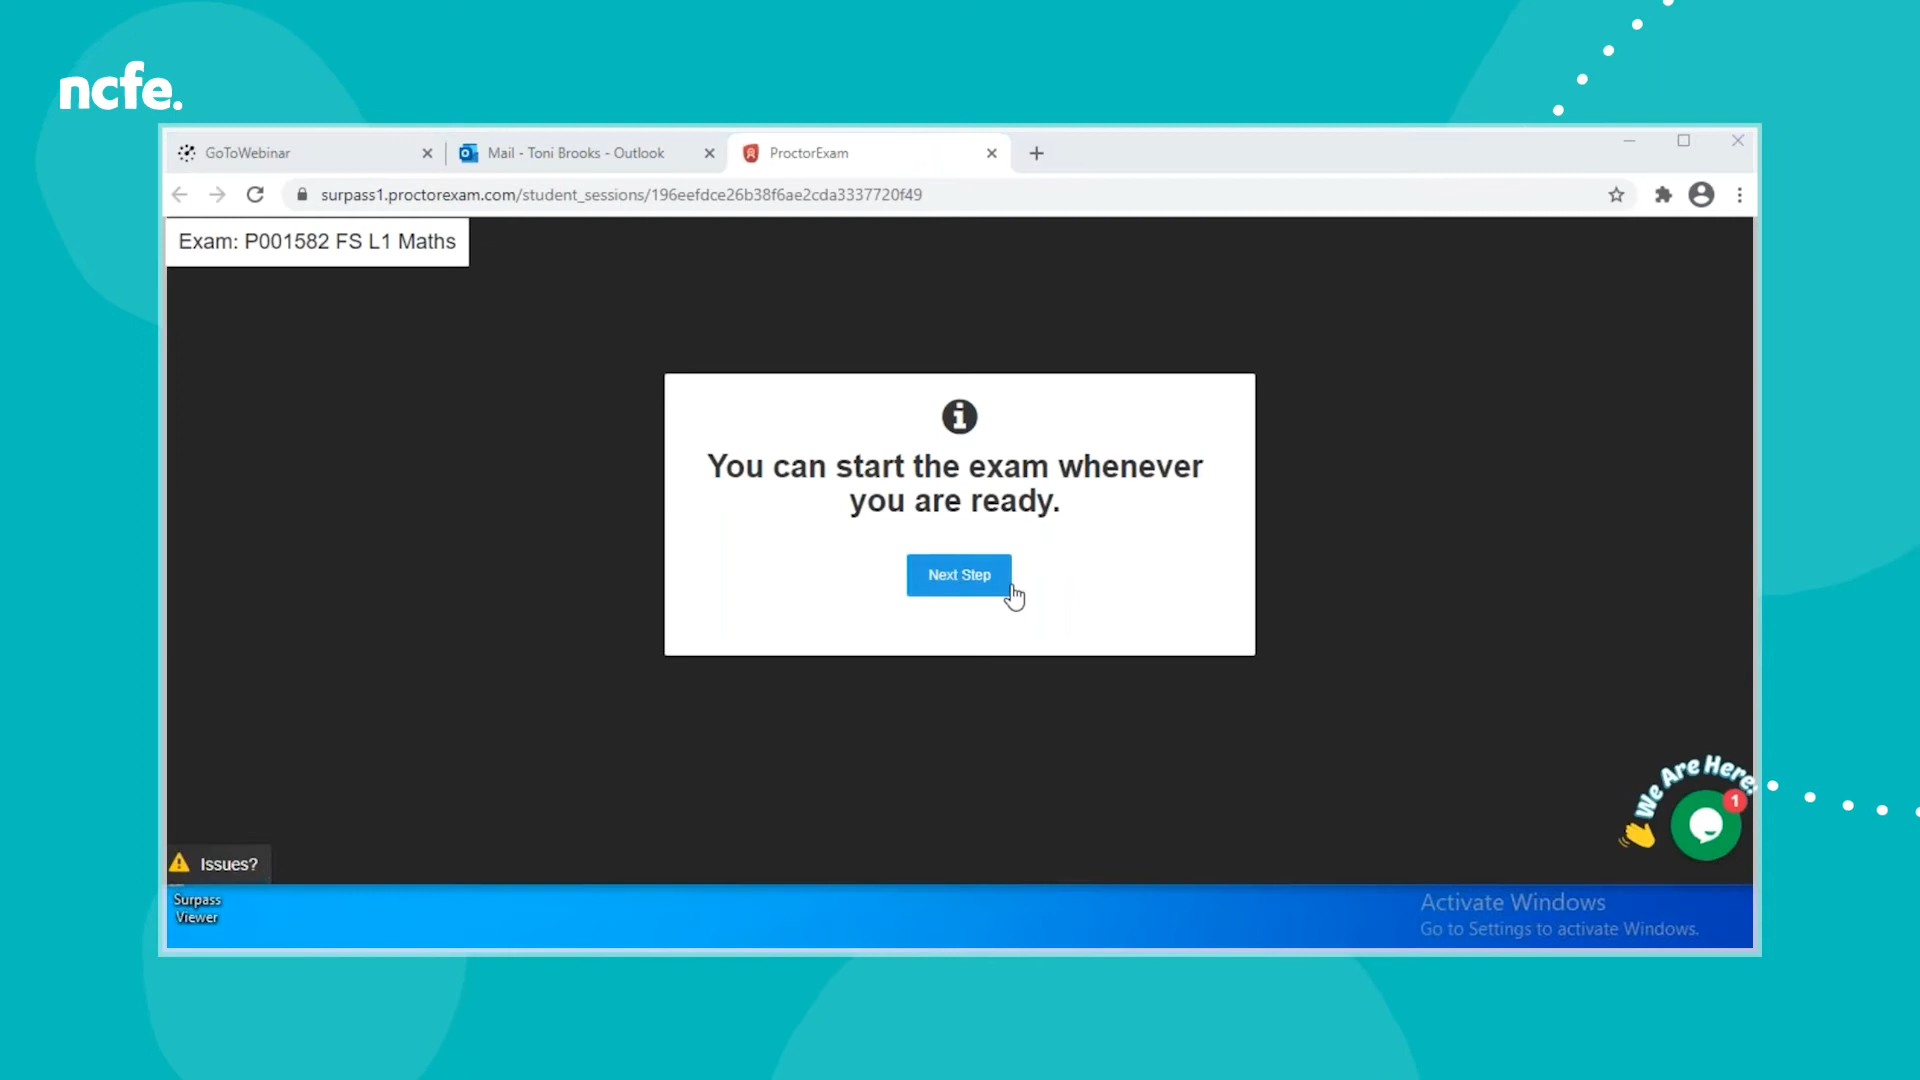 ncfe.
GoToWebinar
Mail - Toni Brooks - Outlook
ProctorExam
surpass1.proctorexam.com/student_sessions/196eefdce26b38f6ae2cda3337720f49
Exam: P001582 FS L1 Maths
You can start the exam whenever
you are ready.
Next Step
We Are Here!
1
Issues?
Surpass
Viewer
Activate Windows
Go to Settings to activate Windows.